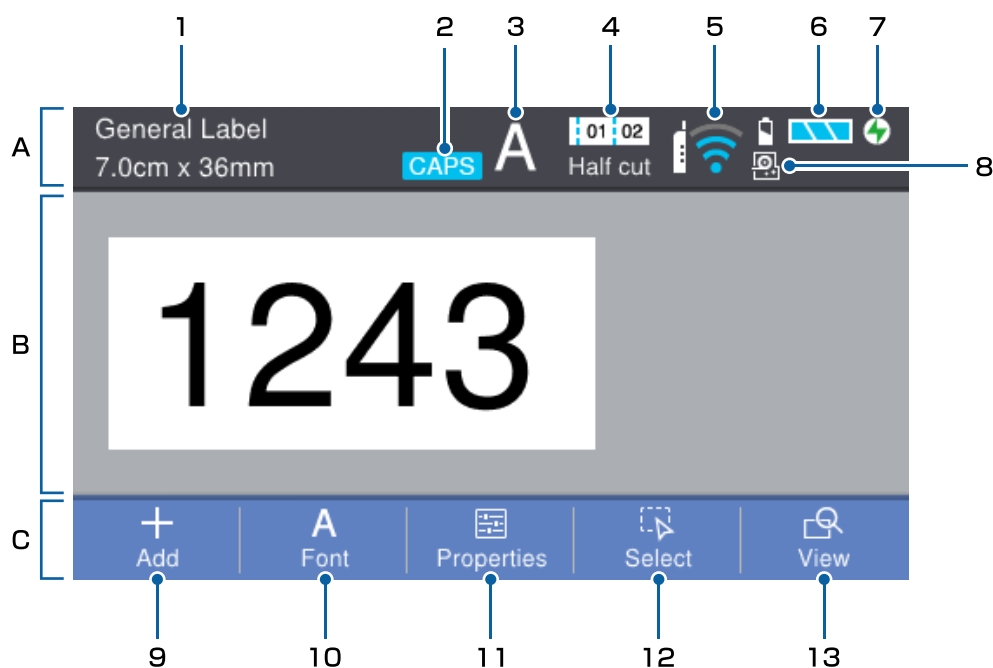 1 2 3 4 5 6 7
A
General Label
7.0cm x 36mm
CAPS
A
01 02
Half cut
8
B
1243
C
Add
A
Font
Properties
Select
View
9 10 11 12 13